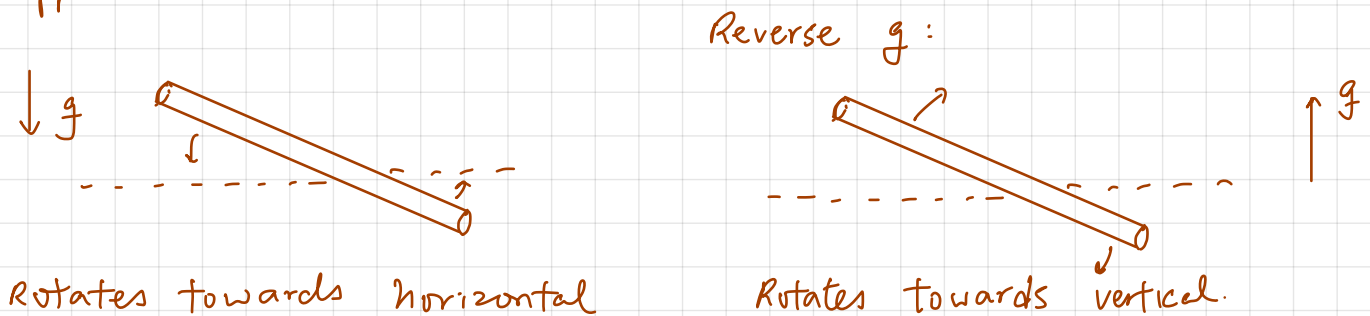 Reverse g :
g
g
Rotates towards horizontal
Rotates towards vertical.